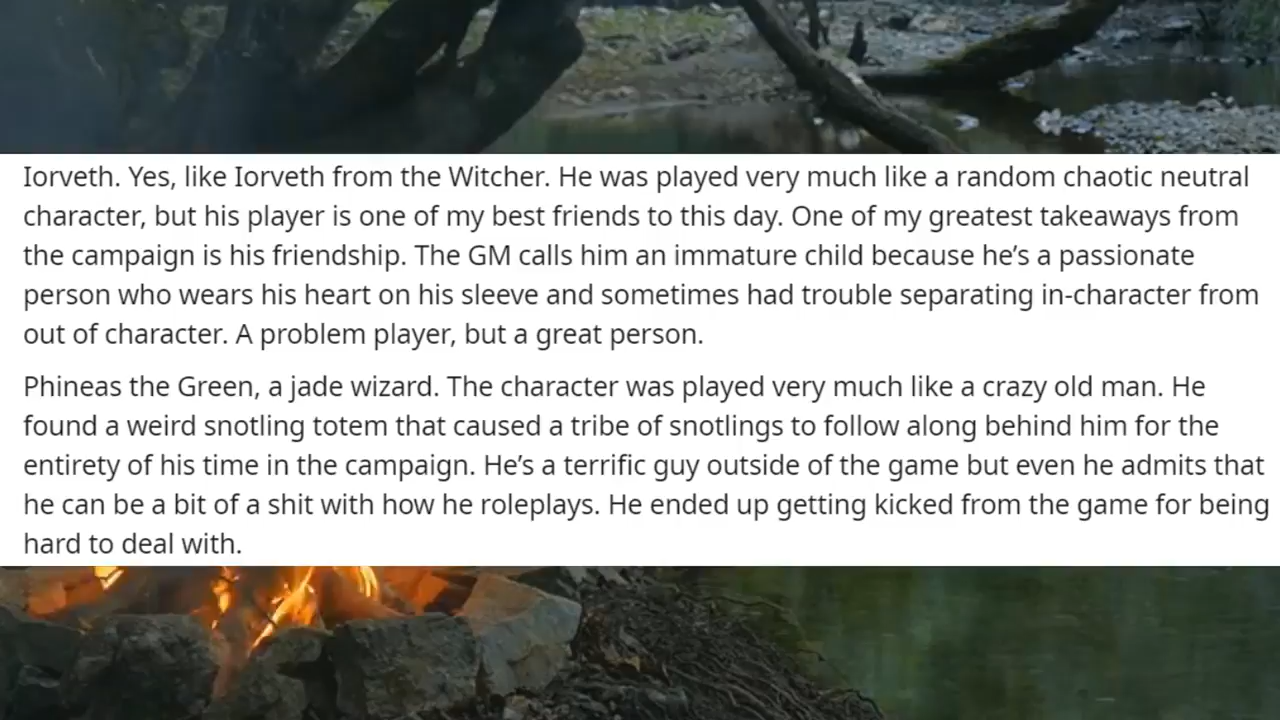 Iorveth. Yes, like Iorveth from the Witcher. He was played very much like a random chaotic neutral
character, but his player is one of my best friends to this day. One of my greatest takeaways from
the campaign is his friendship. The GM calls him an immature child because he’s a passionate
person who wears his heart on his sleeve and sometimes had trouble separating in-character from
out of character. A problem player, but a great person.
Phineas the Green, a jade wizard. The character was played very much like a crazy old man. He
found a weird snotling totem that caused a tribe of snotlings to follow along behind him for the
entirety of his time in the campaign. He’s a terrific guy outside of the game but even he admits that
he can be a bit of a shit with how he roleplays. He ended up getting kicked from the game for being
hard to deal with.